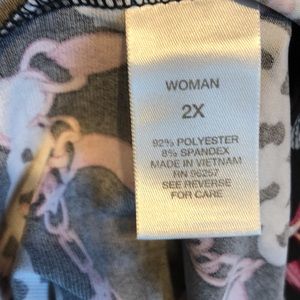 WOMAN
2X
92% POLYESTER
8% SPANDEX
MADE IN VIETNAM
RN 96257
SEE REVERSE
FOR CARE